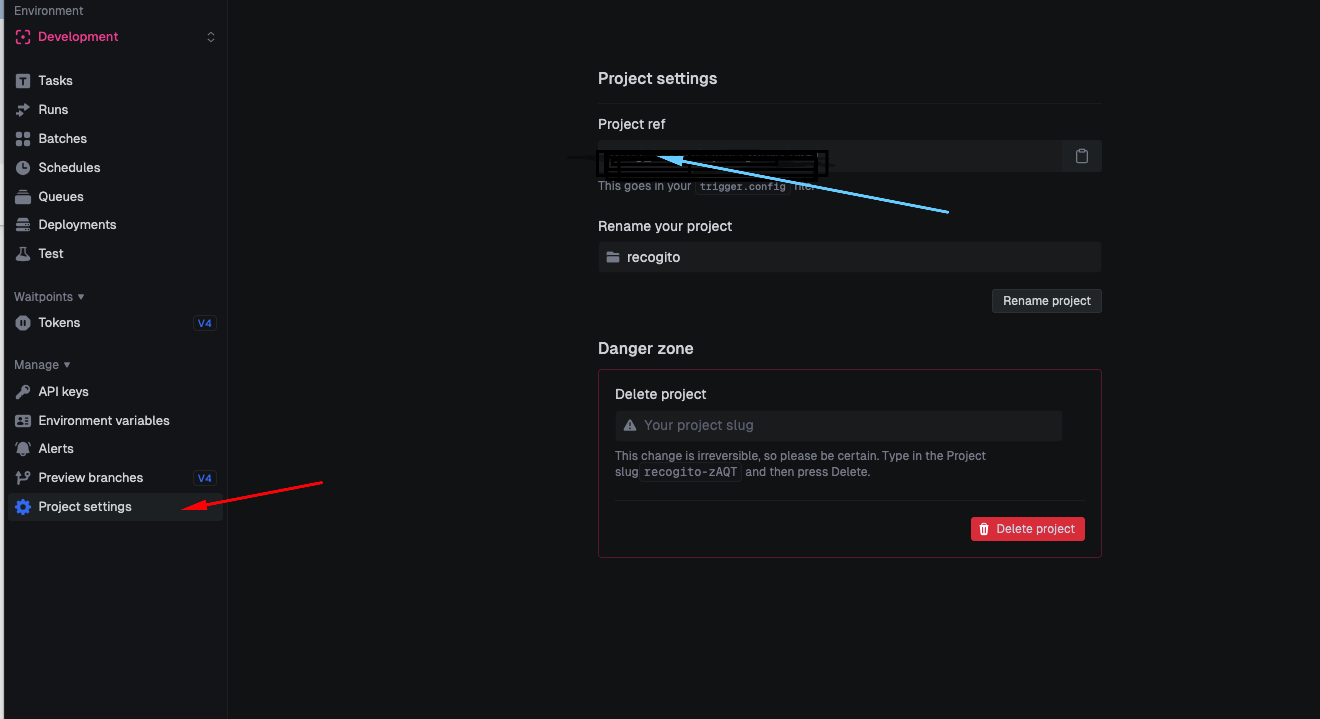 Environment
Development
Tasks
Runs
Batches
Schedules
Queues
Deployments
Test
Waitpoints
Tokens V4
Manage
API keys
Environment variables
Alerts
Preview branches V4
Project settings
Project settings
Project ref
This goes in your trigger.config file.
Rename your project
recogito
Rename project
Danger zone
Delete project
Your project slug
This change is irreversible, so please be certain. Type in the Project
slug recogito-zAQT and then press Delete.
Delete project